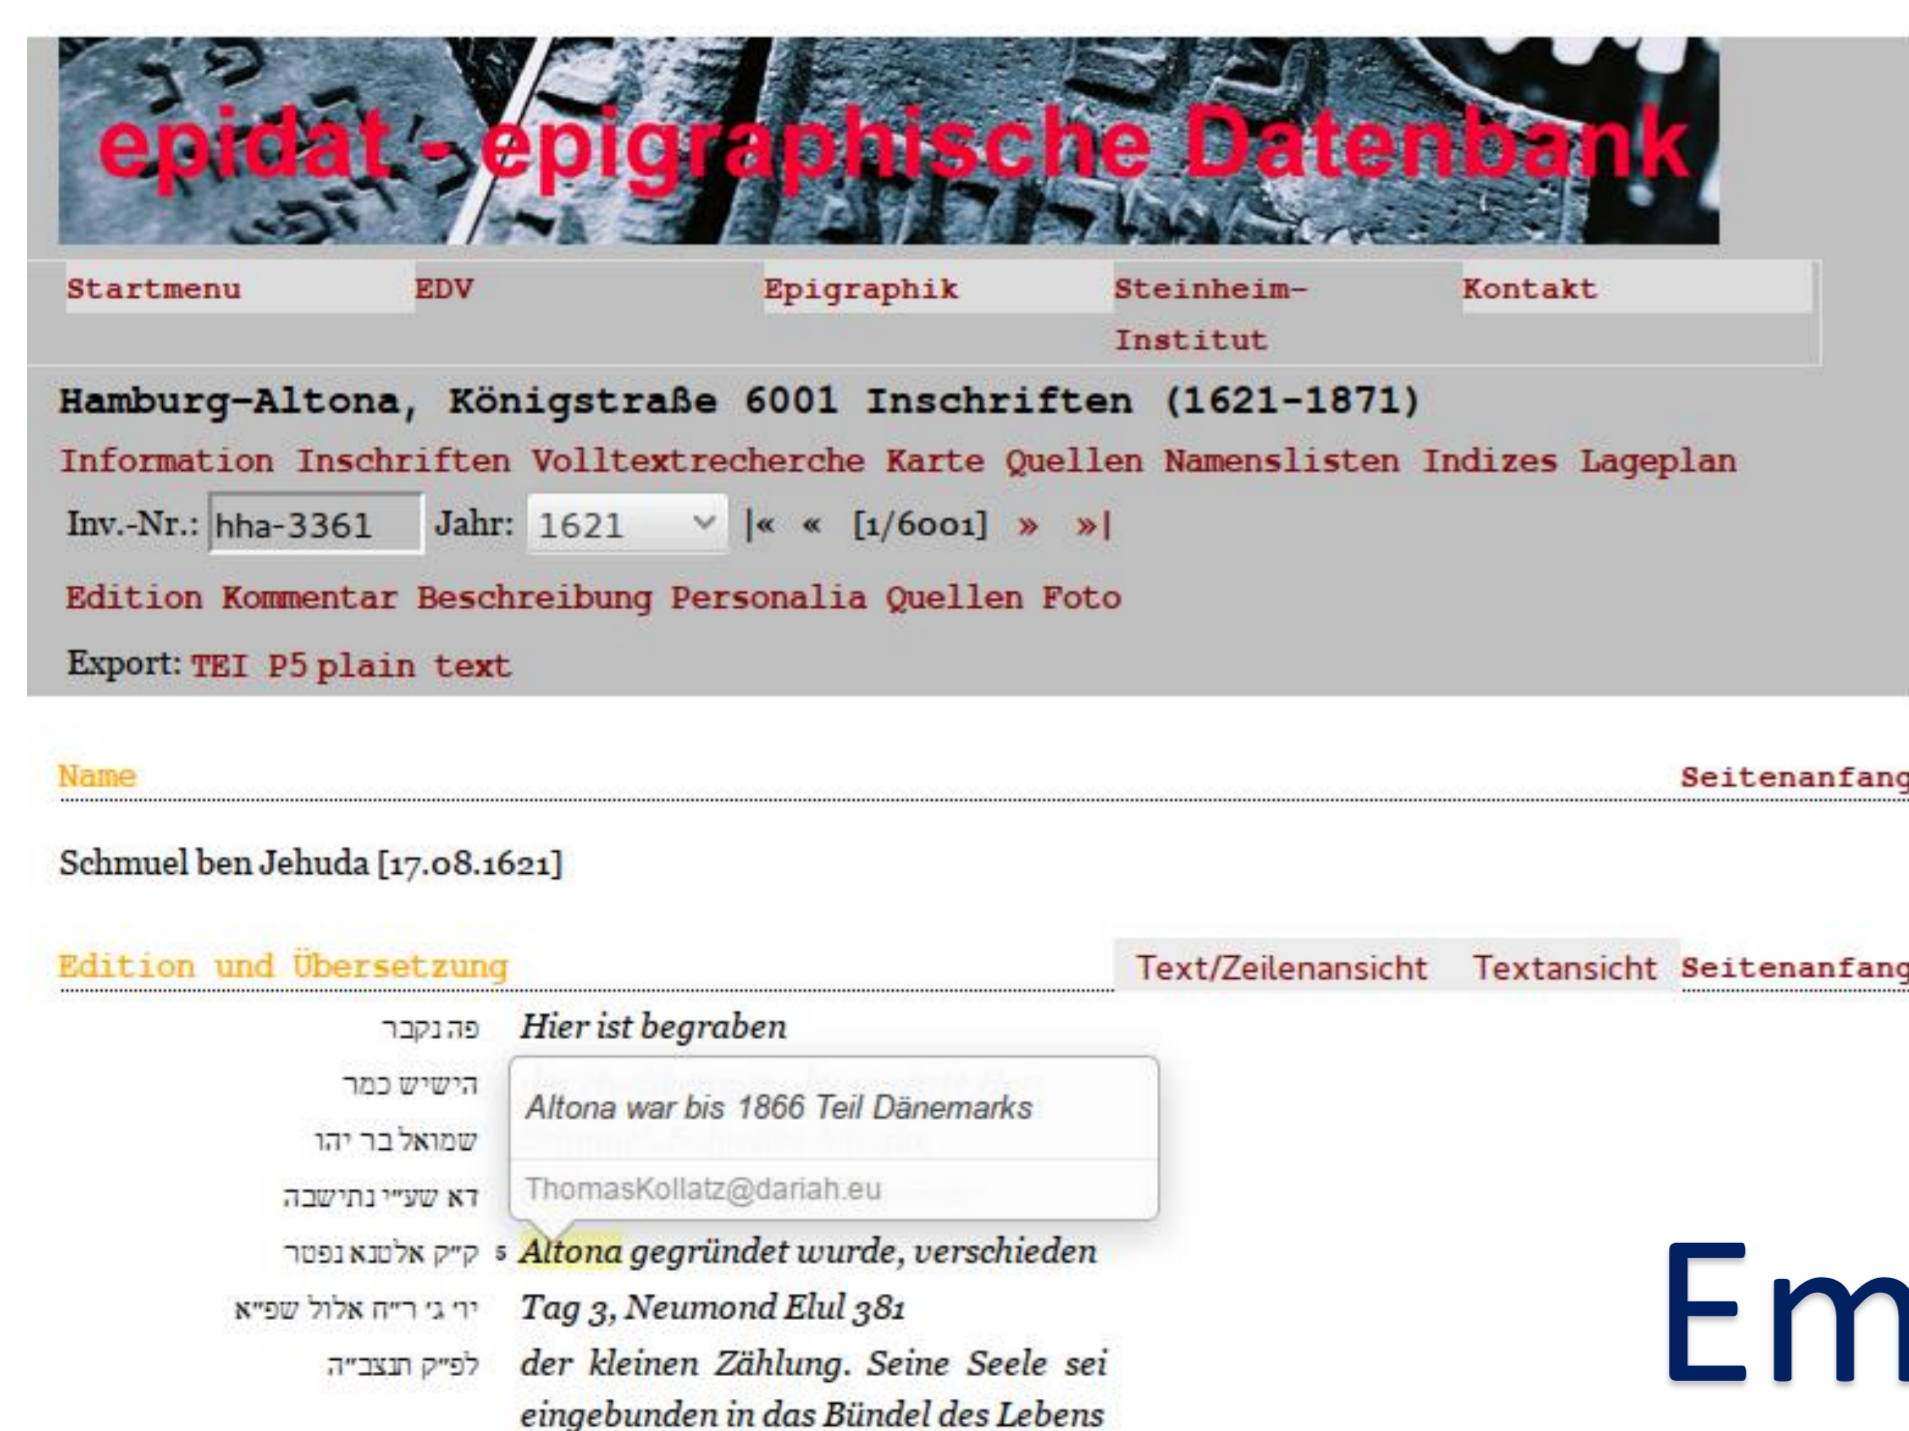 epidat - epigraphische Datenbank
Startmenu EDV Epigraphik Steinheim-Institut Kontakt
Hamburg-Altona, Königstraße 6001 Inschriften (1621-1871)
Information Inschriften Volltextrecherche Karte Quellen Namenslisten Indizes Lageplan
Inv.-Nr.: hha-3361 Jahr: 1621 |« « [1/6001] » »|
Edition Kommentar Beschreibung Personalia Quellen Foto
Export: TEI P5 plain text
Name Seitenanfang
Schmuel ben Jehuda [17.08.1621]
Edition und Übersetzung Text/Zeilenansicht Textansicht Seitenanfang
פה נקבר Hier ist begraben
הישיש כמר
Altona war bis 1866 Teil Dänemarks
שמואל בר יהו
דא שע״י נתישבה
ThomasKollatz@dariah.eu
ק״ק אלטנא נפטר 5 Altona gegründet wurde, verschieden
יו׳ ג׳ ר״ח אלול שפ״א Tag 3, Neumond Elul 381
לפ״ק תנצב״ה der kleinen Zählung. Seine Seele sei
eingebunden in das Bündel des Lebens
Em